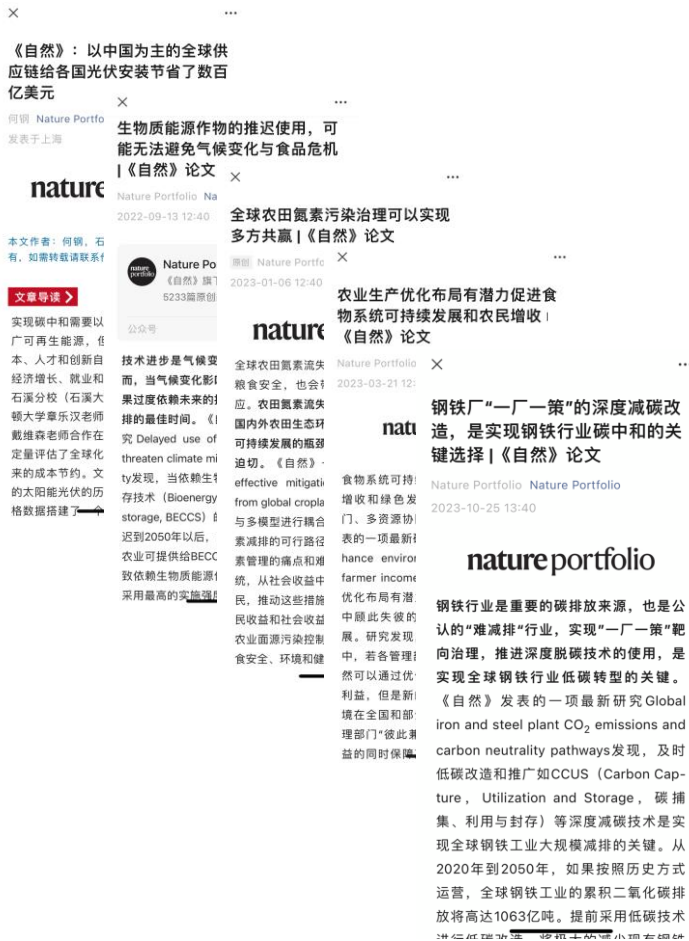 《自然》：以中国为主的全球供
应链给各国光伏安装节省了数百
亿美元
何钢 Nature Portfo
发表于上海
nature
本文作者：何钢，石
有，如需转载请联系
文章导读
实现碳中和需要以
广可再生能源，
本、人才和创新自
经济增长、就业和
石溪分校（石溪大
顿大学章乐汉老师
戴维森老师合作在
定量评估了全球化
来的成本节约。文
的太阳能光伏的历
格数据搭建了一个
生物质能源作物的推迟使用，可
能无法避免气候变化与食品危机
|《自然》论文
Nature Portfolio Na
2022-09-13 12:40
nature portfolio
Nature Po
《自然》旗
5233篇原创
公众号
技术进步是气候变
而，当气候变化影
果过度依赖未来的
排的最佳时间。《
究 Delayed use of
threaten climate mi
ty发现，当依赖生
存技术（Bioenergy
storage, BECCS）
迟到2050年以后，
农业可提供给BECC
致依赖生物质能源
采用最高的实施强
全球农田氮素污染治理可以实现
多方共赢 |《自然》论文
原创 Nature Portfo
2023-01-06 12:40
nature
全球农田氮素流失
粮食安全，也会
应。农田氮素流失
国内外农田生态环
可持续发展的瓶颈
迫切。《自然》
effective mitigati
from global cropla
与多模型进行耦合
素减排的可行路径
素管理的痛点和难
统，从社会收益中
民，推动这些措施
民收益和社会收益
农业面源污染控制
食安全、环境和健
农业生产优化布局有潜力促进食
物系统可持续发展和农民增收 |
《自然》论文
Nature Portfolio
2023-03-21 12:
natu
食物系统可持
增收和绿色发
门、多资源协
表的一项最新
hance environ
farmer income
优化布局有潜
中顾此失彼的
展。研究发现
中，若各管理
然可以通过优
利益，但是新
境在全国和部
理部门“彼此兼
益的同时保障
钢铁厂“一厂一策”的深度减碳改
造，是实现钢铁行业碳中和的关
键选择 |《自然》论文
Nature Portfolio Nature Portfolio
2023-10-25 13:40
nature portfolio
钢铁行业是重要的碳排放来源，也是公
认的“难减排“行业，实现”一厂一策”靶
向治理，推进深度脱碳技术的使用，是
实现全球钢铁行业低碳转型的关键。
《自然》发表的一项最新研究Global
iron and steel plant CO₂ emissions and
carbon neutrality pathways发现，及时
低碳改造和推广如CCUS（Carbon Cap-
ture，Utilization and Storage，碳捕
集、利用与封存）等深度减碳技术是实
现全球钢铁工业大规模减排的关键。从
2020年到2050年，如果按照历史方式
运营，全球钢铁工业的累积二氧化碳排
放将高达1063亿吨。提前采用低碳技术